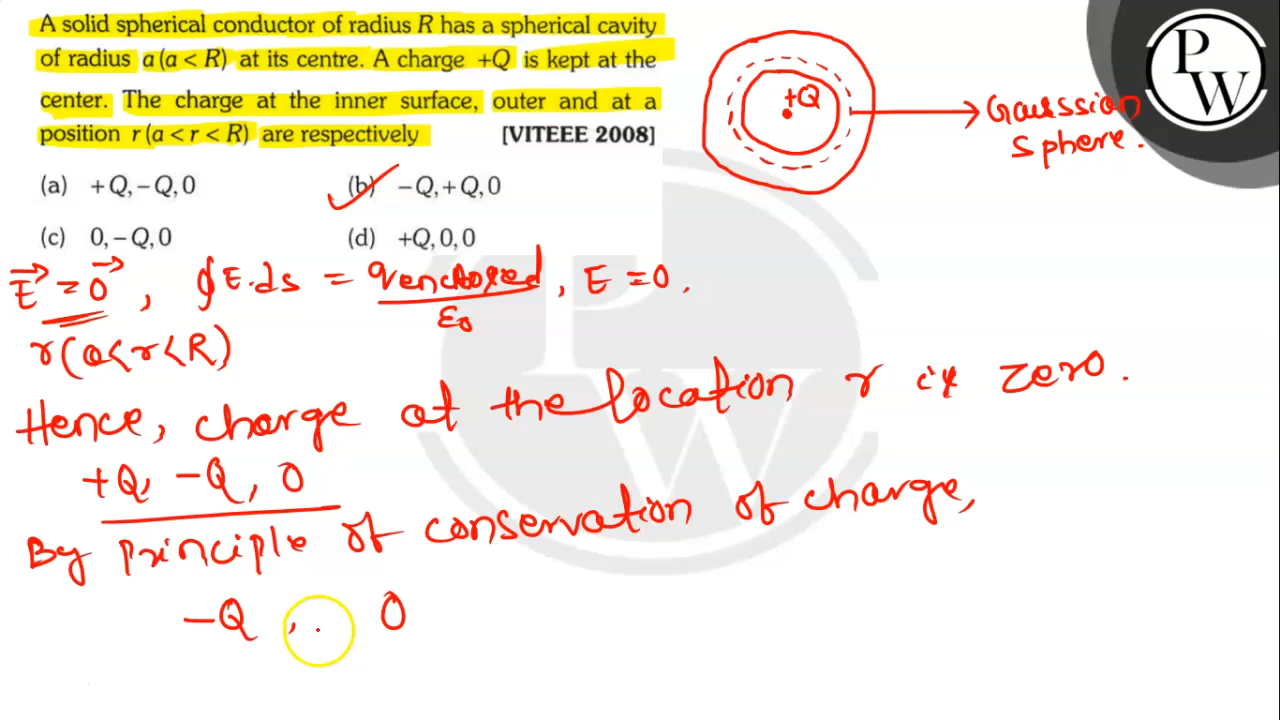 A solid spherical conductor of radius R has a spherical cavity
of radius a (a < R) at its centre. A charge +Q is kept at the
center. The charge at the inner surface, outer and at a
position r (a < r < R) are respectively [VITEEE 2008]
(a) +Q, −Q, 0 (b) −Q, +Q, 0
(c) 0, −Q, 0 (d) +Q, 0, 0
+Q
Gaussian
Sphere.
P
W
E⃗ = 0⃗ , ∮E.ds = qenclosed/ε0 , E = 0.
r(a<r<R)
Hence, charge at the location r is zero.
+Q, −Q, 0
By principle of conservation of charge,
−Q , . 0
P
W